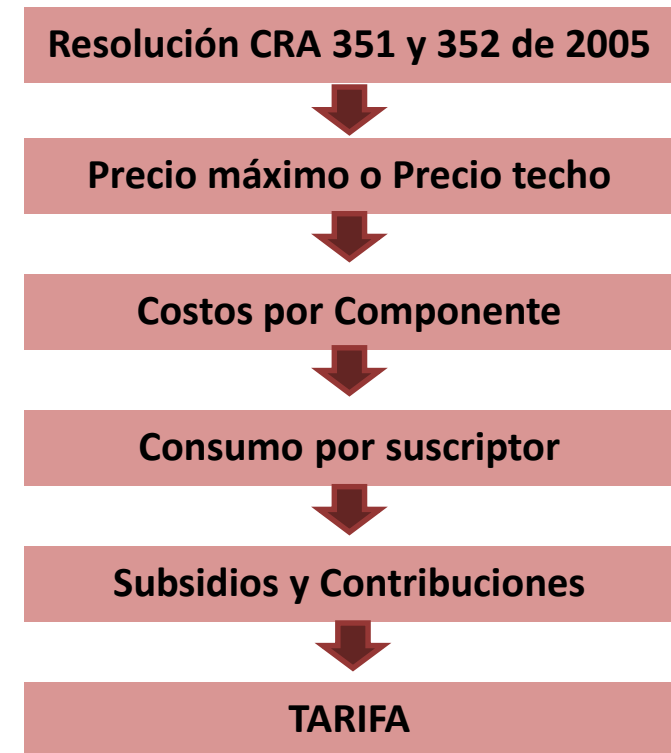 Resolución CRA 351 y 352 de 2005
Precio máximo o Precio techo
Costos por Componente
Consumo por suscriptor
Subsidios y Contribuciones
TARIFA